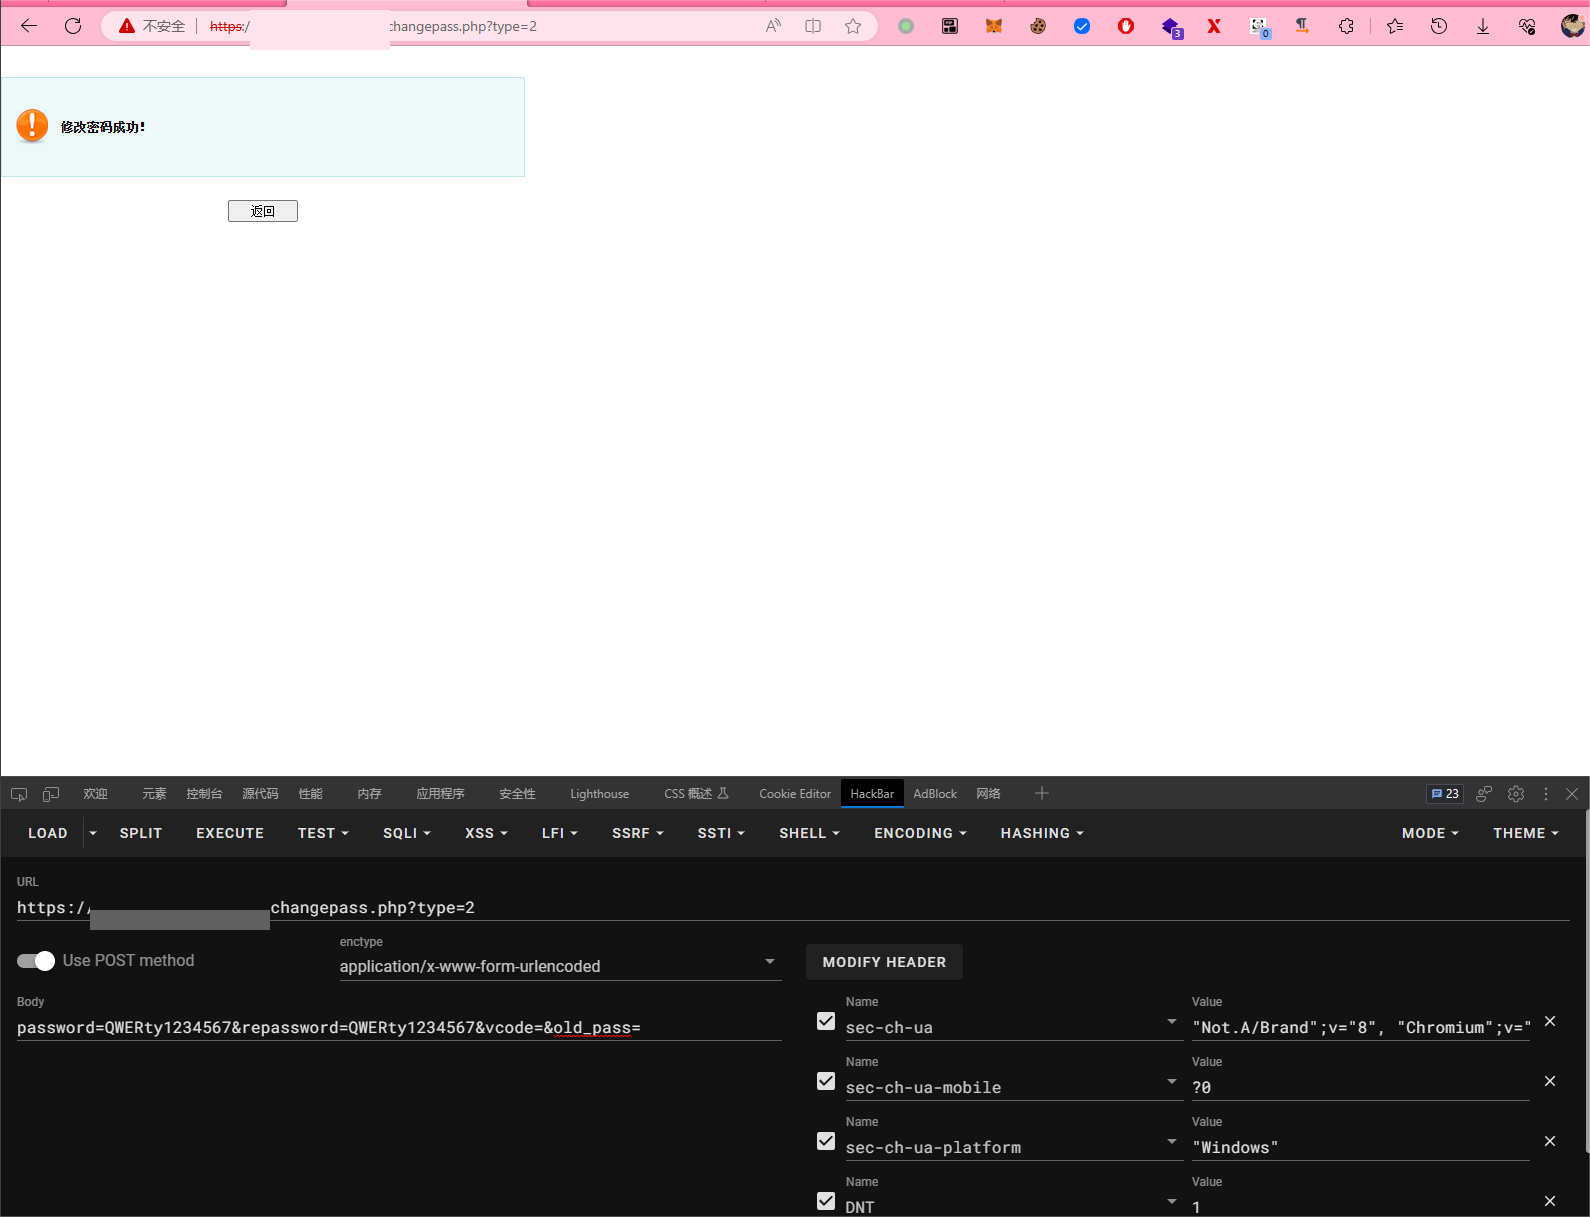 不安全 https:/ changepass.php?type=2
3
0
修改密码成功!
返回
欢迎 元素 控制台 源代码 性能 内存 应用程序 安全性 Lighthouse CSS 概述 Cookie Editor HackBar AdBlock 网络 23
LOAD SPLIT EXECUTE TEST SQLI XSS LFI SSRF SSTI SHELL ENCODING HASHING MODE THEME
URL
https:/ changepass.php?type=2
Use POST method
enctype
application/x-www-form-urlencoded
MODIFY HEADER
Body
password=QWERty1234567&repassword=QWERty1234567&vcode=&old_pass=
Name Value
sec-ch-ua "Not.A/Brand";v="8", "Chromium";v="
Name Value
sec-ch-ua-mobile ?0
Name Value
sec-ch-ua-platform "Windows"
Name Value
DNT 1